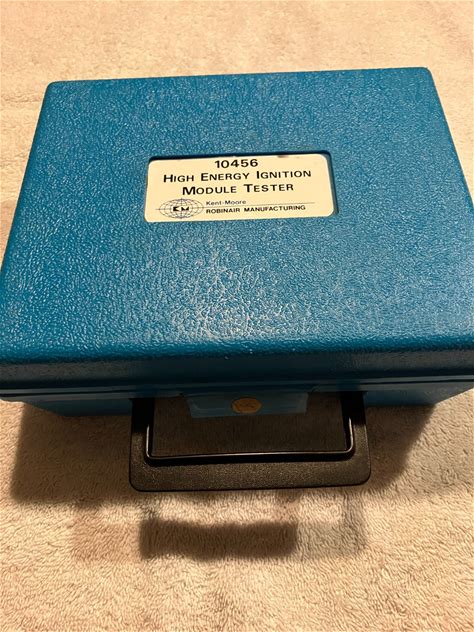 10456
HIGH ENERGY IGNITION
MODULE TESTER
KM
Kent-Moore
ROBINAIR MANUFACTURING